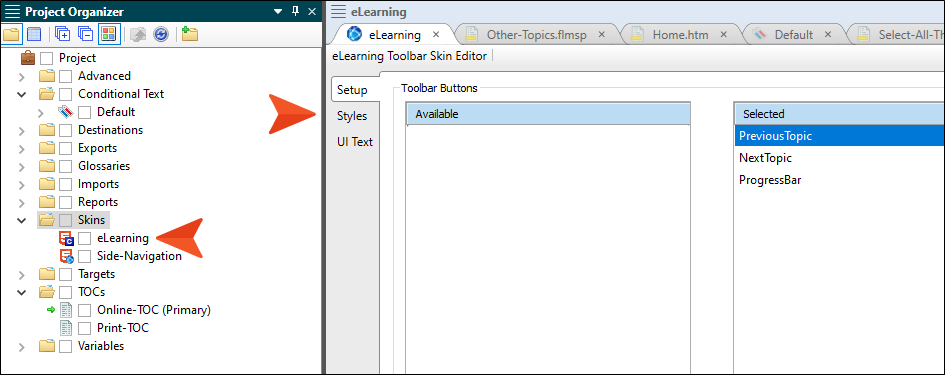 Project Organizer
Project
Advanced
Conditional Text
Default
Destinations
Exports
Glossaries
Imports
Reports
Skins
eLearning
Side-Navigation
Targets
TOCs
Online-TOC (Primary)
Print-TOC
Variables
eLearning
eLearning
Other-Topics.flmsp
Home.htm
Default
Select-All-Th
eLearning Toolbar Skin Editor
Setup
Styles
UI Text
Toolbar Buttons
Available
Selected
PreviousTopic
NextTopic
ProgressBar